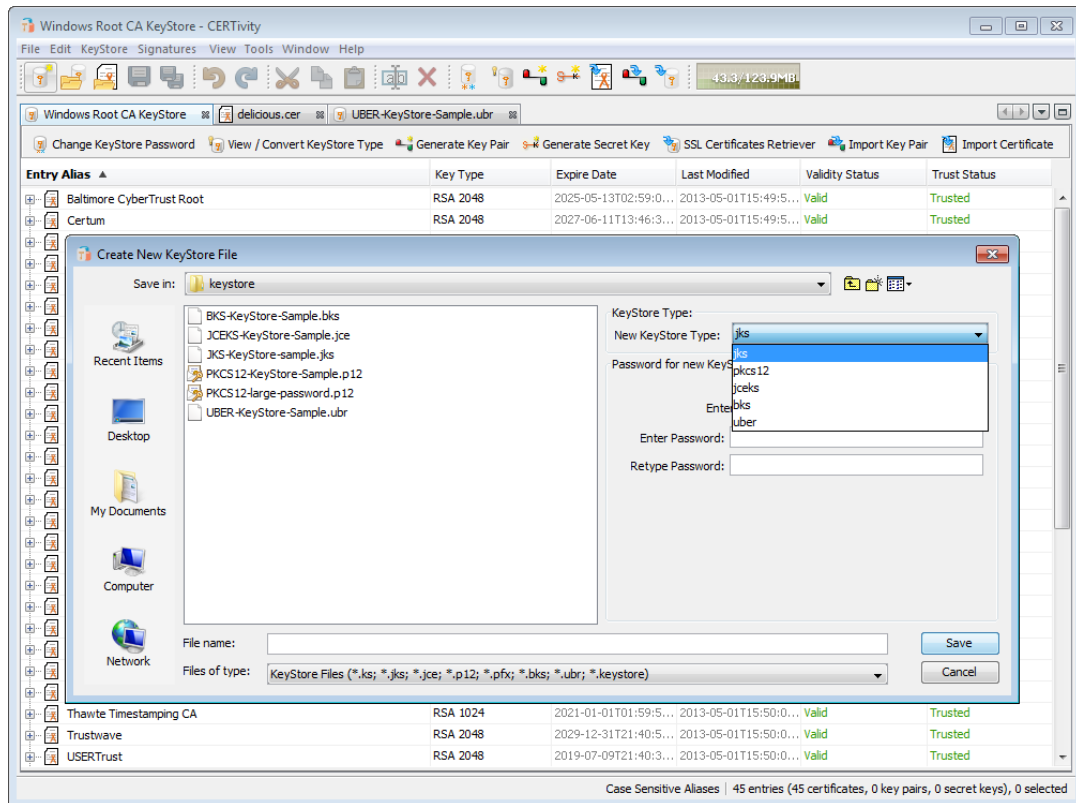 Windows Root CA KeyStore - CERTivity
File Edit KeyStore Signatures View Tools Window Help
43.3/123.9MB
Windows Root CA KeyStore delicious.cer UBER-KeyStore-Sample.ubr
Change KeyStore Password View / Convert KeyStore Type Generate Key Pair Generate Secret Key SSL Certificates Retriever Import Key Pair Import Certificate
Entry Alias Key Type Expire Date Last Modified Validity Status Trust Status
Baltimore CyberTrust Root RSA 2048 2025-05-13T02:59:0... 2013-05-01T15:49:5... Valid Trusted
Certum RSA 2048 2027-06-11T13:46:3... 2013-05-01T15:49:5... Valid Trusted
Create New KeyStore File
Save in: keystore
Recent Items
Desktop
My Documents
Computer
Network
BKS-KeyStore-Sample.bks
JCEKS-KeyStore-Sample.jce
JKS-KeyStore-sample.jks
PKCS12-KeyStore-Sample.p12
PKCS12-large-password.p12
UBER-KeyStore-Sample.ubr
KeyStore Type:
New KeyStore Type: jks
jks
pkcs12
jceks
bks
uber
Password for new KeyS
Ente
Enter Password:
Retype Password:
File name:
Save
Files of type: KeyStore Files (*.ks; *.jks; *.jce; *.p12; *.pfx; *.bks; *.ubr; *.keystore)
Cancel
Thawte Timestamping CA RSA 1024 2021-01-01T01:59:5... 2013-05-01T15:50:0... Valid Trusted
Trustwave RSA 2048 2029-12-31T21:40:5... 2013-05-01T15:50:0... Valid Trusted
USERTrust RSA 2048 2019-07-09T21:40:3... 2013-05-01T15:50:0... Valid Trusted
Case Sensitive Aliases 45 entries (45 certificates, 0 key pairs, 0 secret keys), 0 selected